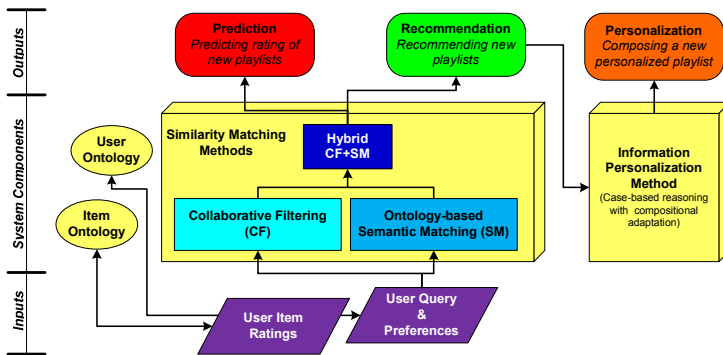 Outputs
Prediction
Predicting rating of
new playlists
Recommendation
Recommending new
playlists
Personalization
Composing a new
personalized playlist
System Components
User
Ontology
Item
Ontology
Similarity Matching
Methods
Hybrid
CF+SM
Collaborative Filtering
(CF)
Ontology-based
Semantic Matching (SM)
Information
Personalization
Method
(Case-based reasoning
with compositional
adaptation)
Inputs
User Item
Ratings
User Query
&
Preferences